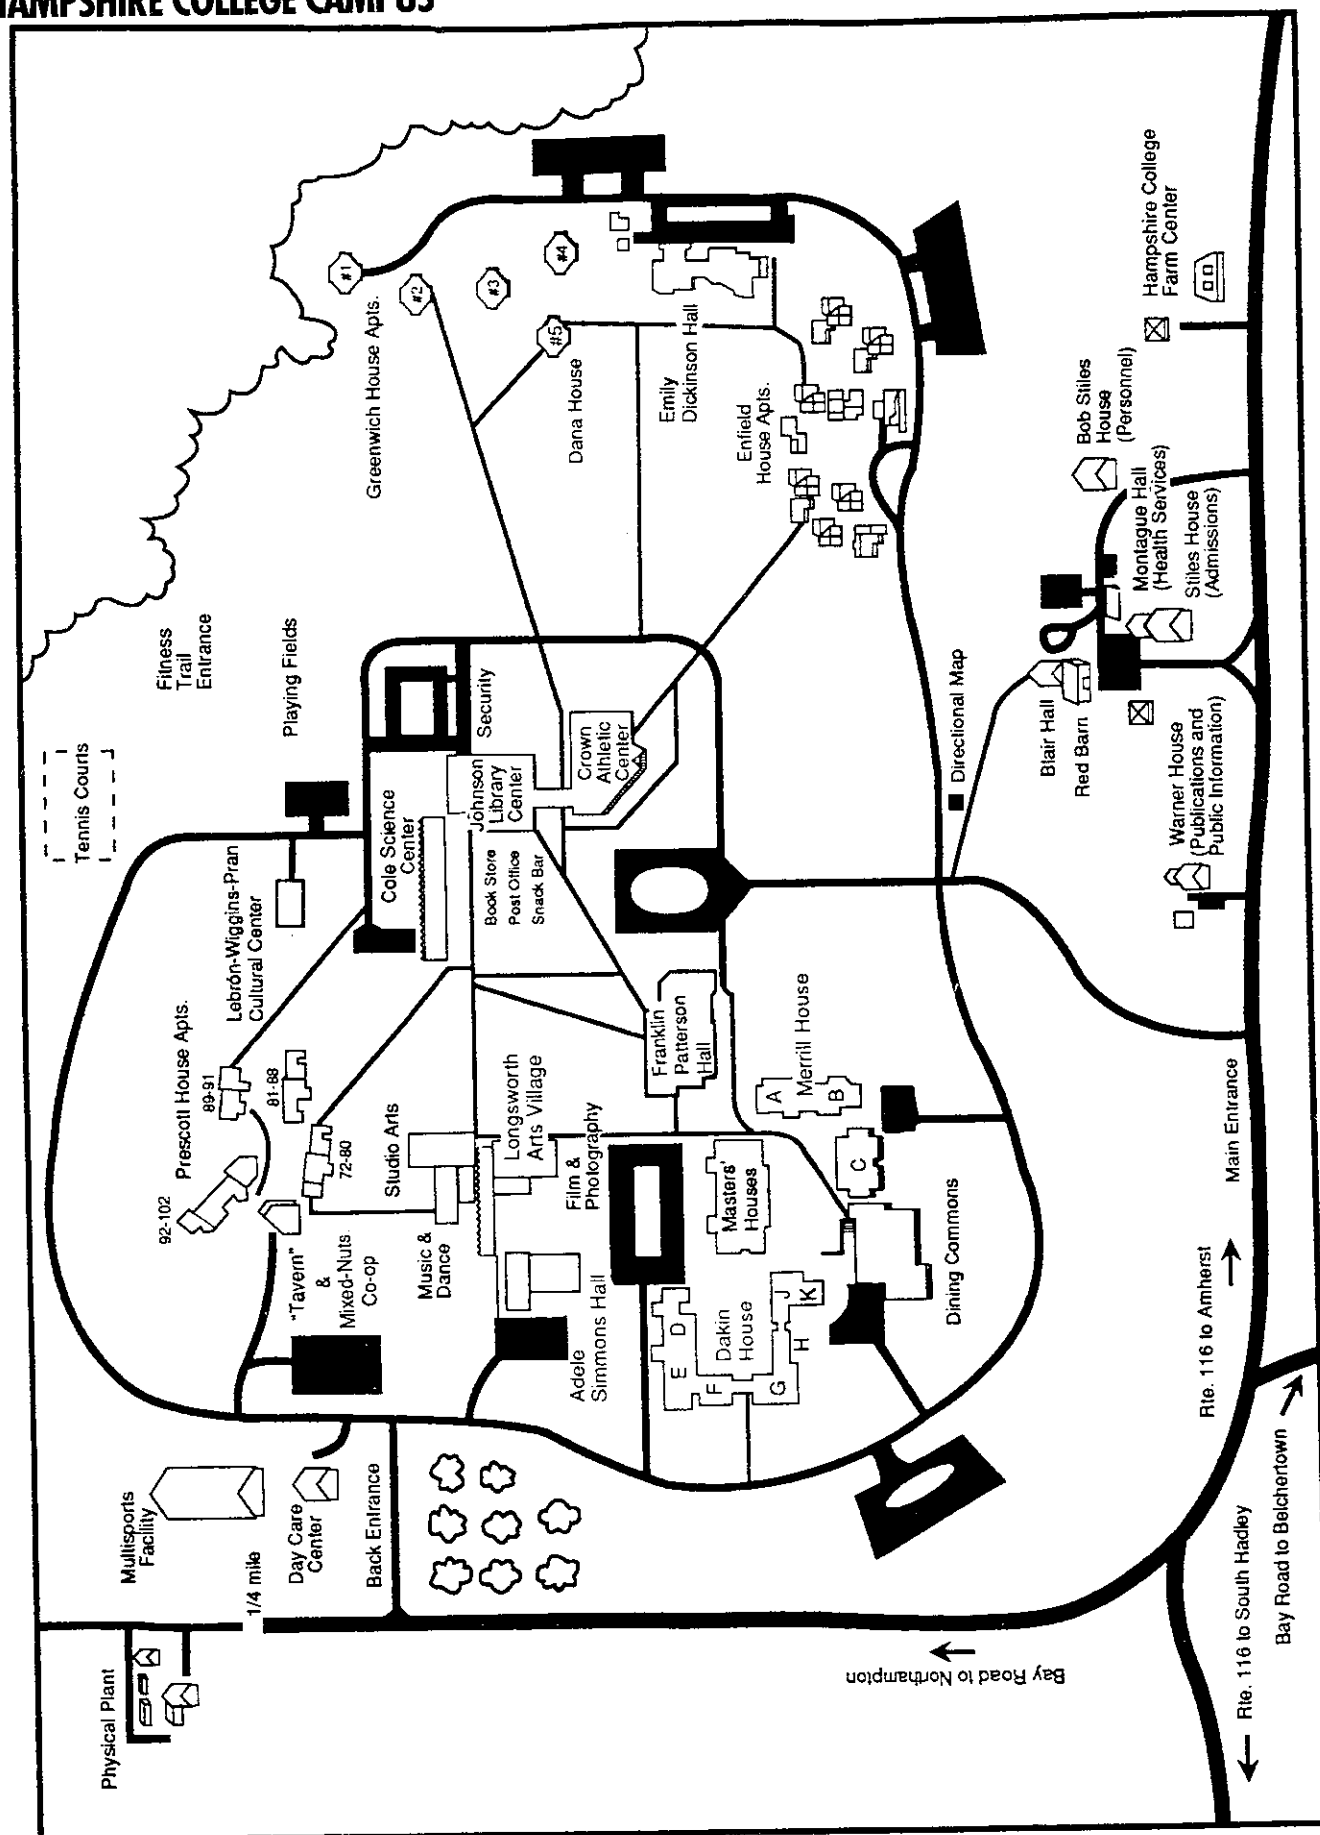 HAMPSHIRE COLLEGE CAMPUS
Physical Plant
Multisports
Facility
1/4 mile
Day Care
Center
Back Entrance
92-102
Prescott House Apts.
89-91
81-88
72-80
"Tavern"
&
Mixed-Nuts
Co-op
Lebrón-Wiggins-Pran
Cultural Center
Tennis Courts
Fitness
Trail
Entrance
Playing Fields
Greenwich House Apts.
#1
#2
#3
#4
#5
Dana House
Emily
Dickinson Hall
Enfield
House Apts.
Security
Cole Science
Center
Johnson
Library
Center
Crown
Athletic
Center
Book Store
Post Office
Snack Bar
Studio Arts
Longsworth
Arts Village
Music &
Dance
Film &
Photography
Adele
Simmons Hall
Franklin
Patterson
Hall
Masters'
Houses
Merrill House
A
B
C
Dakin
House
D
E
F
G
H
J
K
Dining Commons
Directional Map
Blair Hall
Red Barn
Warner House
(Publications and
Public Information)
Bob Stiles
House
(Personnel)
Montague Hall
(Health Services)
Stiles House
(Admissions)
Hampshire College
Farm Center
Main Entrance
Rte. 116 to Amherst
Bay Road to Northampton
Rte. 116 to South Hadley
Bay Road to Belchertown